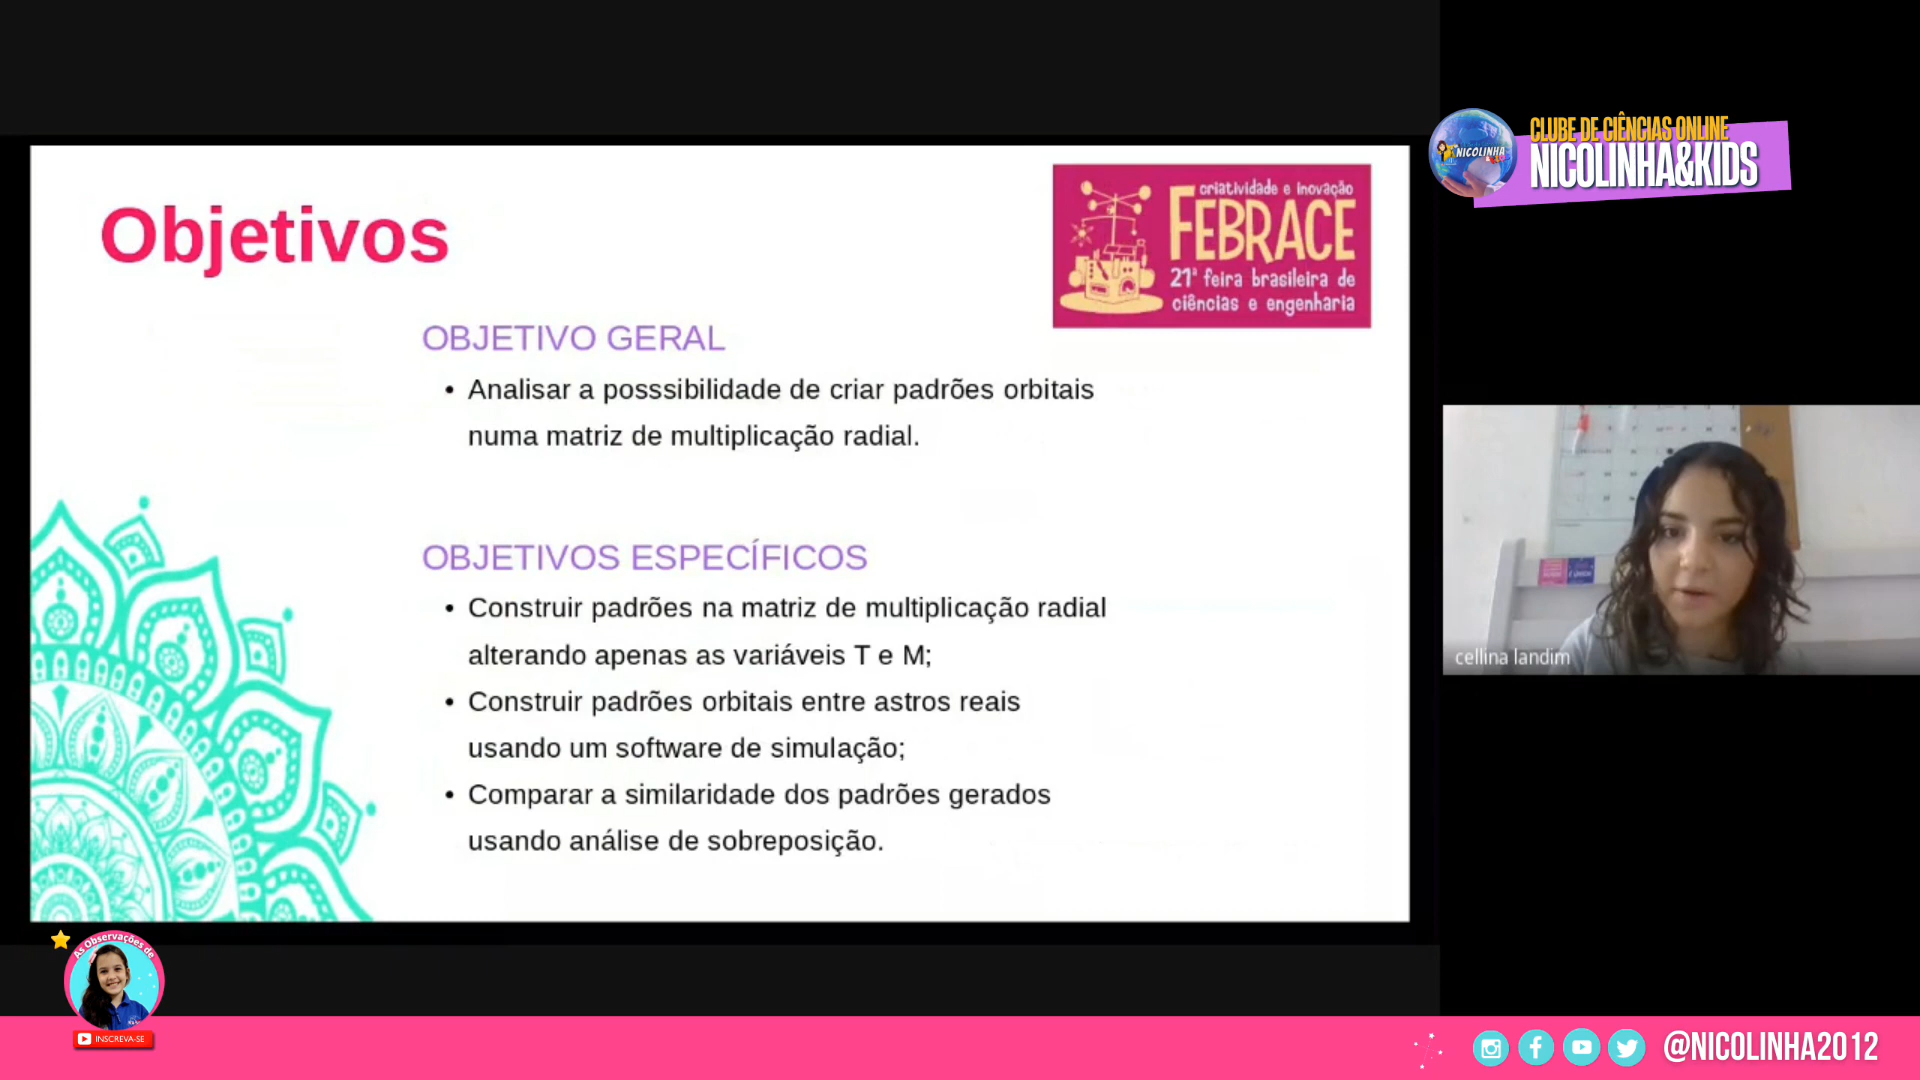 CLUBE DE CIÊNCIAS ONLINE
NICOLINHA&KIDS
NICOLINHA
Objetivos
criatividade e inovação
FEBRACE
21ª feira brasileira de
ciências e engenharia
OBJETIVO GERAL
• Analisar a posssibilidade de criar padrões orbitais
numa matriz de multiplicação radial.
OBJETIVOS ESPECÍFICOS
• Construir padrões na matriz de multiplicação radial
alterando apenas as variáveis T e M;
• Construir padrões orbitais entre astros reais
usando um software de simulação;
• Comparar a similaridade dos padrões gerados
usando análise de sobreposição.
cellina landim
As Observações de
INSCREVA-SE
@NICOLINHA2012